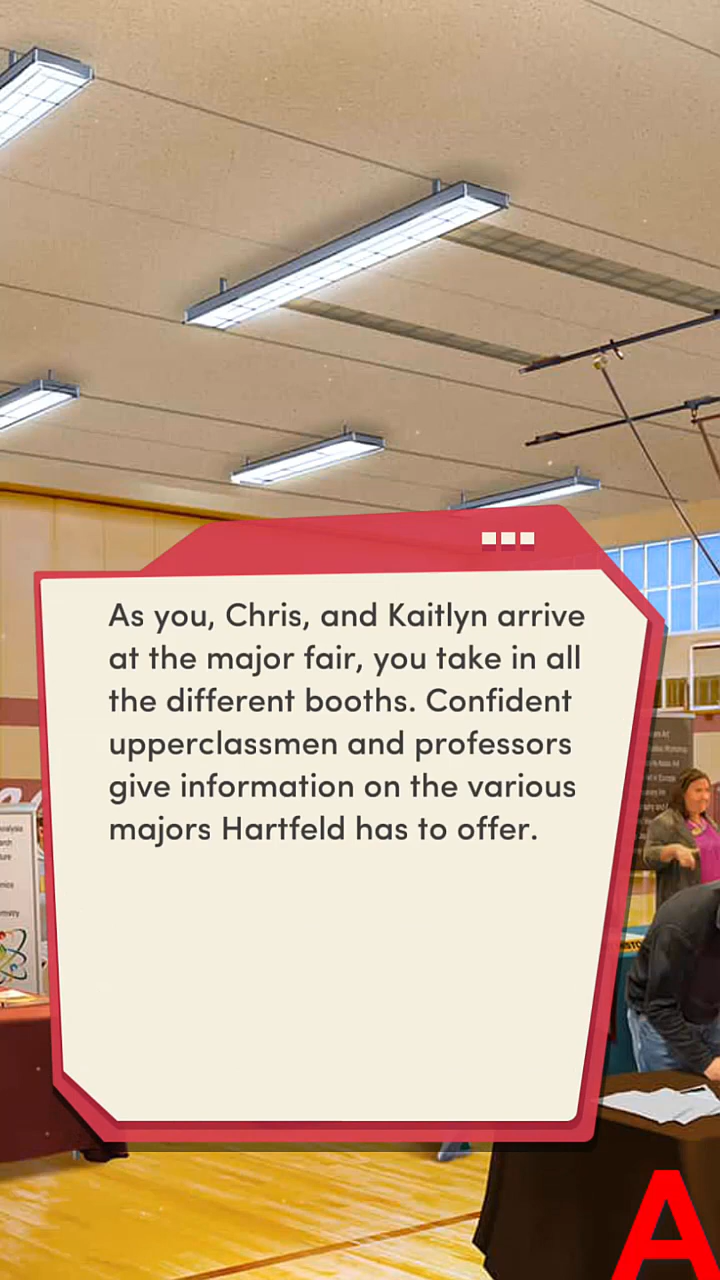 As you, Chris, and Kaitlyn arrive
at the major fair, you take in all
the different booths. Confident
upperclassmen and professors
give information on the various
majors Hartfeld has to offer.
A